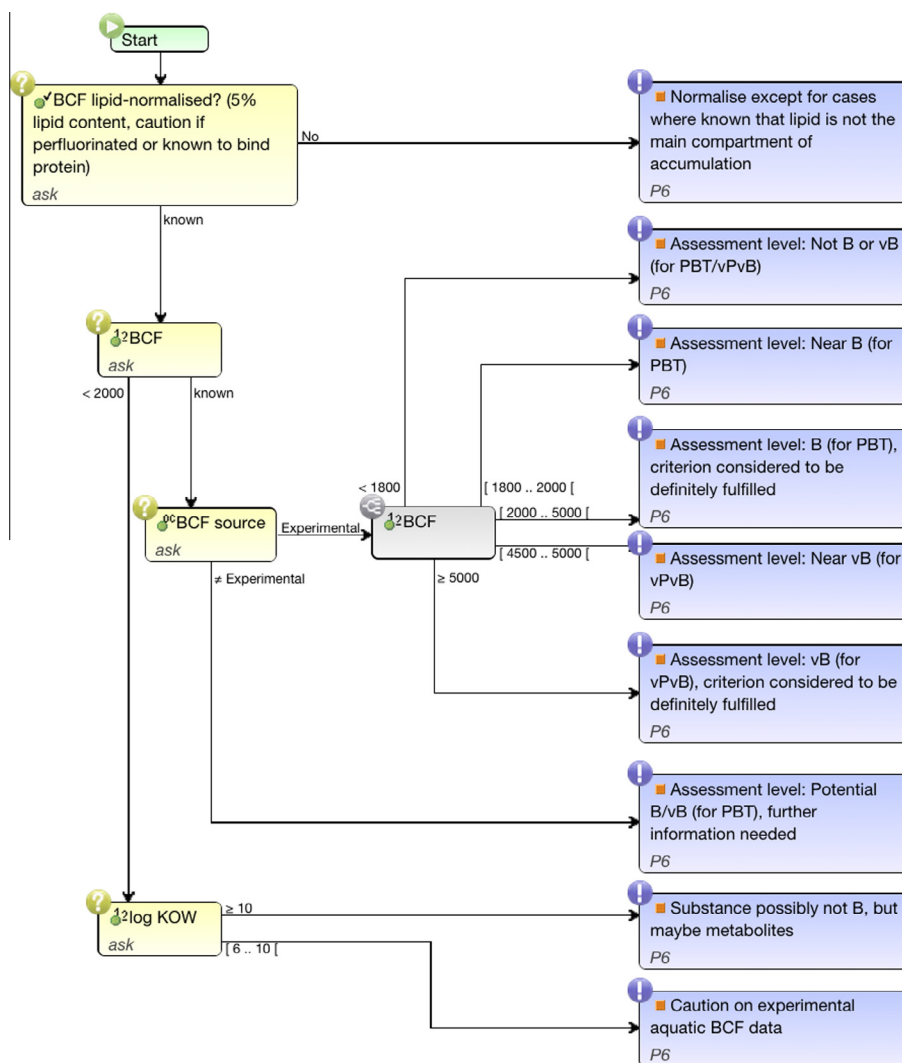 Start
BCF lipid-normalised? (5%
lipid content, caution if
perfluorinated or known to bind
protein)
ask
No
Normalise except for cases
where known that lipid is not the
main compartment of
accumulation
P6
known
Assessment level: Not B or vB
(for PBT/vPvB)
P6
12BCF
ask
Assessment level: Near B (for
PBT)
P6
< 2000
known
Assessment level: B (for PBT),
criterion considered to be
definitely fulfilled
P6
< 1800
[ 1800 .. 2000 [
[ 2000 .. 5000 [
BCF source
ask
Experimental
12BCF
[ 4500 .. 5000 [
Assessment level: Near vB (for
vPvB)
P6
≠ Experimental
≥ 5000
Assessment level: vB (for
vPvB), criterion considered to be
definitely fulfilled
P6
Assessment level: Potential
B/vB (for PBT), further
information needed
P6
12log KOW
ask
≥ 10
[ 6 .. 10 [
Substance possibly not B, but
maybe metabolites
P6
Caution on experimental
aquatic BCF data
P6